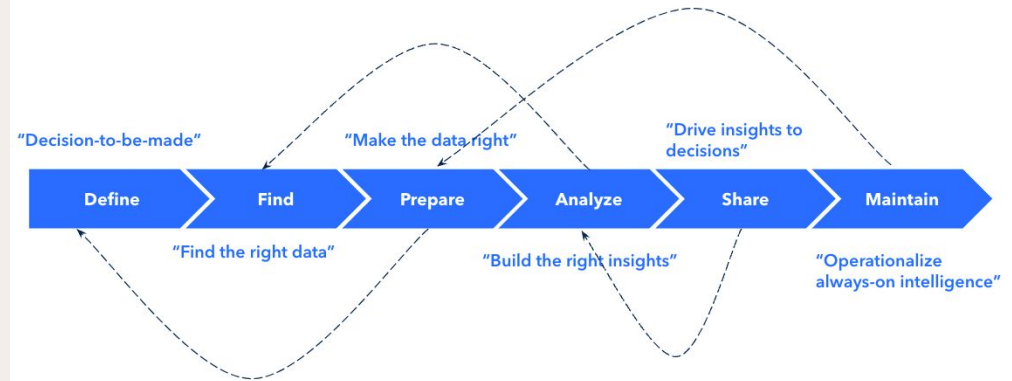 “Decision-to-be-made”
“Make the data right”
“Drive insights to
decisions”
Define
Find
Prepare
Analyze
Share
Maintain
“Find the right data”
“Build the right insights”
“Operationalize
always-on intelligence”